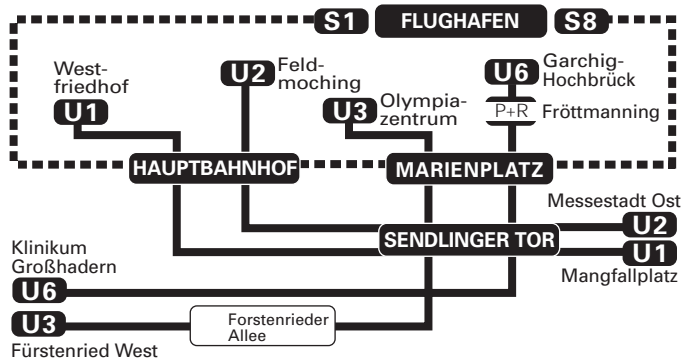 S1 FLUGHAFEN S8
West-
friedhof
U1
U2 Feld-
moching
U3 Olympia-
zentrum
U6 Garchig-
Hochbrück
P+R Fröttmanning
HAUPTBAHNHOF
MARIENPLATZ
Messestadt Ost
U2
SENDLINGER TOR
U1
Mangfallplatz
Klinikum
Großhadern
U6
U3
Fürstenried West
Forstenrieder
Allee